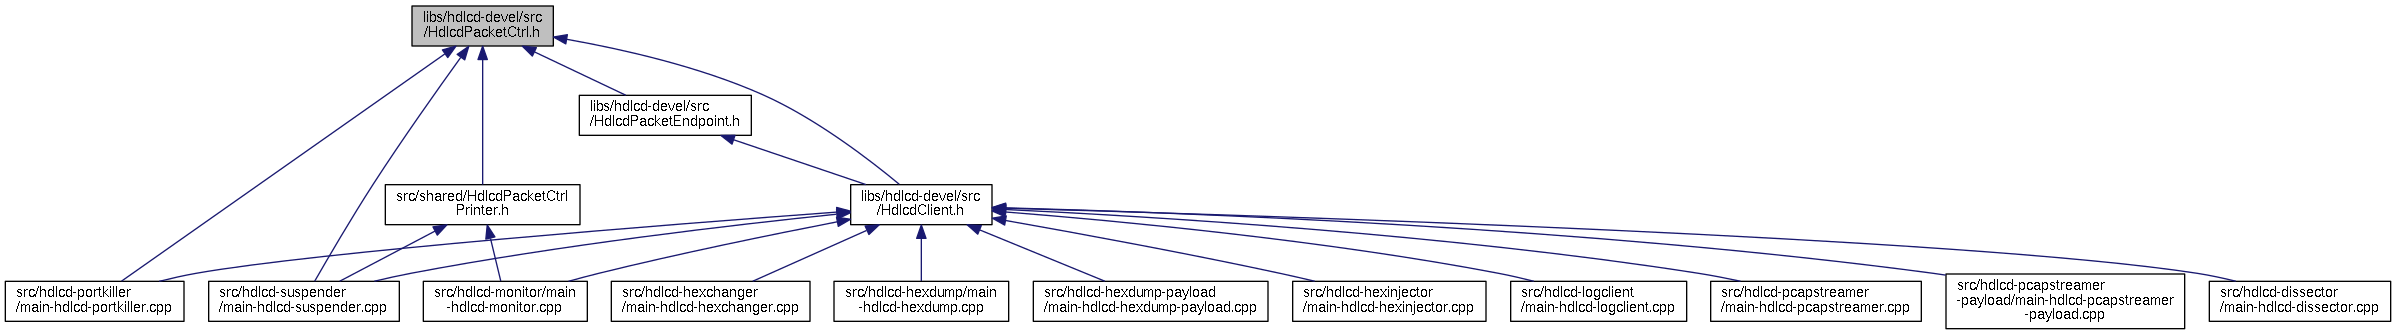 libs/hdlcd-devel/src
/HdlcdPacketCtrl.h
libs/hdlcd-devel/src
/HdlcdPacketEndpoint.h
src/shared/HdlcdPacketCtrl
Printer.h
libs/hdlcd-devel/src
/HdlcdClient.h
src/hdlcd-portkiller
/main-hdlcd-portkiller.cpp
src/hdlcd-suspender
/main-hdlcd-suspender.cpp
src/hdlcd-monitor/main
-hdlcd-monitor.cpp
src/hdlcd-hexchanger
/main-hdlcd-hexchanger.cpp
src/hdlcd-hexdump/main
-hdlcd-hexdump.cpp
src/hdlcd-hexdump-payload
/main-hdlcd-hexdump-payload.cpp
src/hdlcd-hexinjector
/main-hdlcd-hexinjector.cpp
src/hdlcd-logclient
/main-hdlcd-logclient.cpp
src/hdlcd-pcapstreamer
/main-hdlcd-pcapstreamer.cpp
src/hdlcd-pcapstreamer
-payload/main-hdlcd-pcapstreamer
-payload.cpp
src/hdlcd-dissector
/main-hdlcd-dissector.cpp